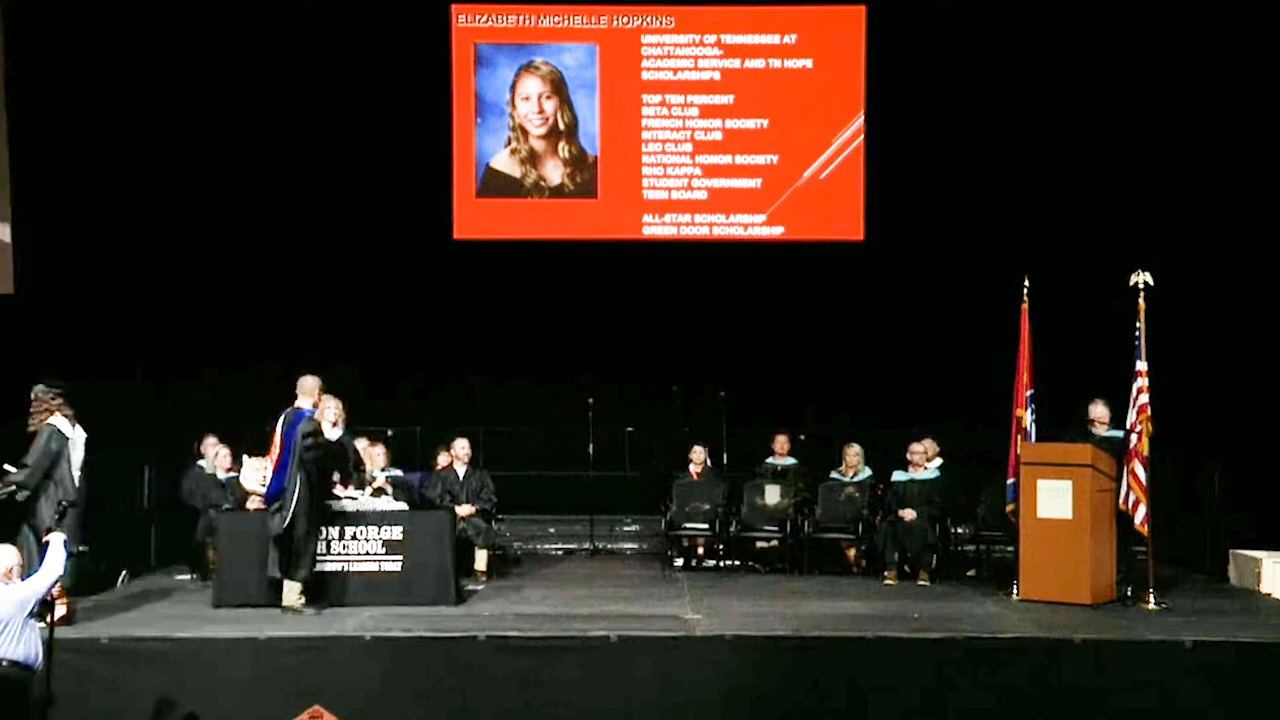 ELIZABETH MICHELLE HOPKINS
UNIVERSITY OF TENNESSEE AT
CHATTANOOGA-
ACADEMIC SERVICE AND TN HOPE
SCHOLARSHIPS
TOP TEN PERCENT
BETA CLUB
FRENCH HONOR SOCIETY
INTERACT CLUB
LEO CLUB
NATIONAL HONOR SOCIETY
RHO KAPPA
STUDENT GOVERNMENT
TEEN BOARD
ALL-STAR SCHOLARSHIP
GREEN DOOR SCHOLARSHIP
ON FORGE
H SCHOOL
LEADERS TODAY